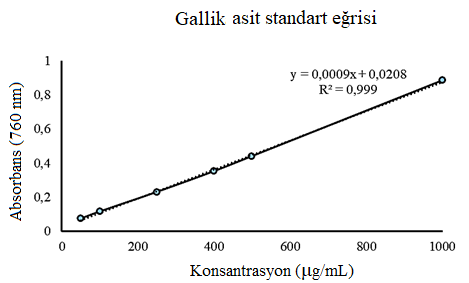 Gallik asit standart eğrisi
y = 0,0009x + 0,0208
R² = 0,999
Absorbans (760 nm)
1
0,8
0,6
0,4
0,2
0
0 200 400 600 800 1000
Konsantrasyon (µg/mL)